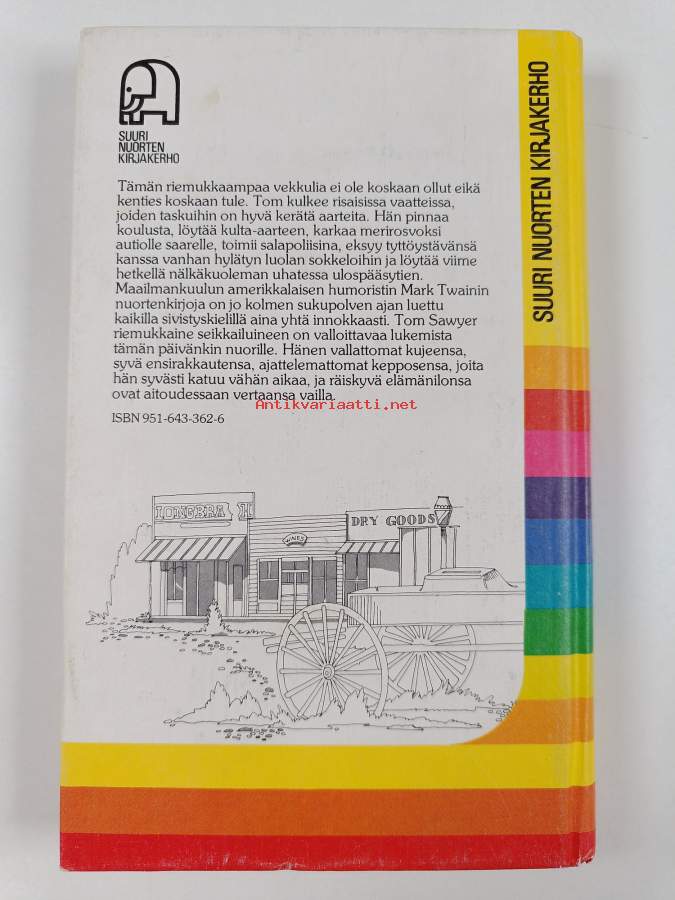 SUURI
NUORTEN
KIRJAKERHO
Tämän riemukkaampaa vekkulia ei ole koskaan ollut eikä
kenties koskaan tule. Tom kulkee risaisissa vaatteissa,
joiden taskuihin on hyvä kerätä aarteita. Hän pinnaa
koulusta, löytää kulta-aarteen, karkaa merirosvoksi
autiolle saarelle, toimii salapoliisina, eksyy tyttöystävänsä
kanssa vanhan hylätyn luolan sokkeloihin ja löytää viime
hetkellä nälkäkuoleman uhatessa ulospääsytien.
Maailmankuulun amerikkalaisen humoristin Mark Twainin
nuortenkirjoja on jo kolmen sukupolven ajan luettu
kaikilla sivistyskielillä aina yhtä innokkaasti. Tom Sawyer
riemukkaine seikkailuineen on valloittavaa lukemista
tämän päivänkin nuorille. Hänen vallattomat kujeensa,
syvä ensirakkautensa, ajattelemattomat kepposensa, joita
hän syvästi katuu vähän aikaa, ja räiskyvä elämänilonsa
ovat aitoudessaan vertaansa vailla.
Antikvariaatti.net
ISBN 951-643-362-6
LONGBRA H
WINES
DRY GOODS
SUURI NUORTEN KIRJAKERHO